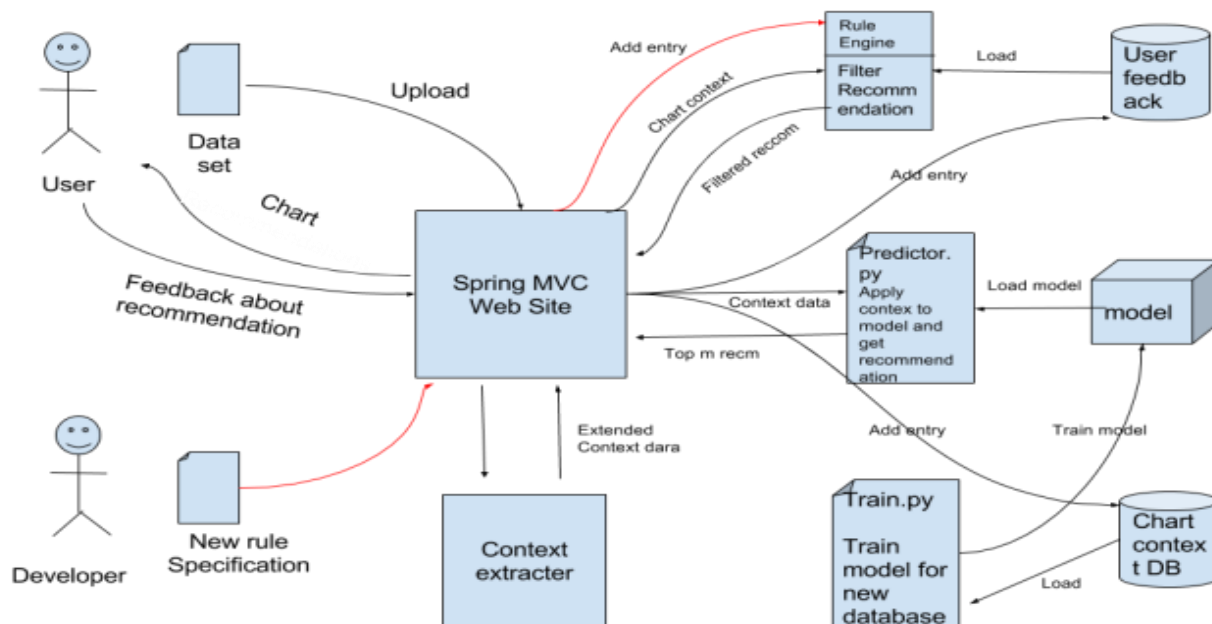 User
Data
set
Upload
Chart
Feedback about
recommendation
Add entry
Chart context
Filtered reccom
Rule
Engine
Filter
Recomm
endation
Load
User
feedb
ack
Add entry
Spring MVC
Web Site
Context data
Top m recm
Predictor.
py
Apply
contex to
model and
get
recommend
ation
Load model
model
Add entry
Train model
Extended
Context dara
Context
extracter
Developer
New rule
Specification
Train.py
Train
model for
new
database
Load
Chart
contex
t DB